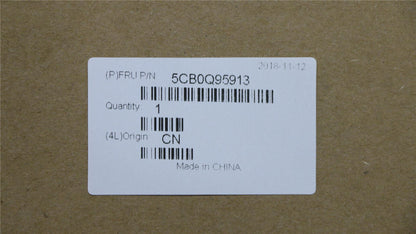 2018-11-12
(P)FRU P/N 5CB0Q95913
Quantity 1
(4L)Origin CN
Made in CHINA